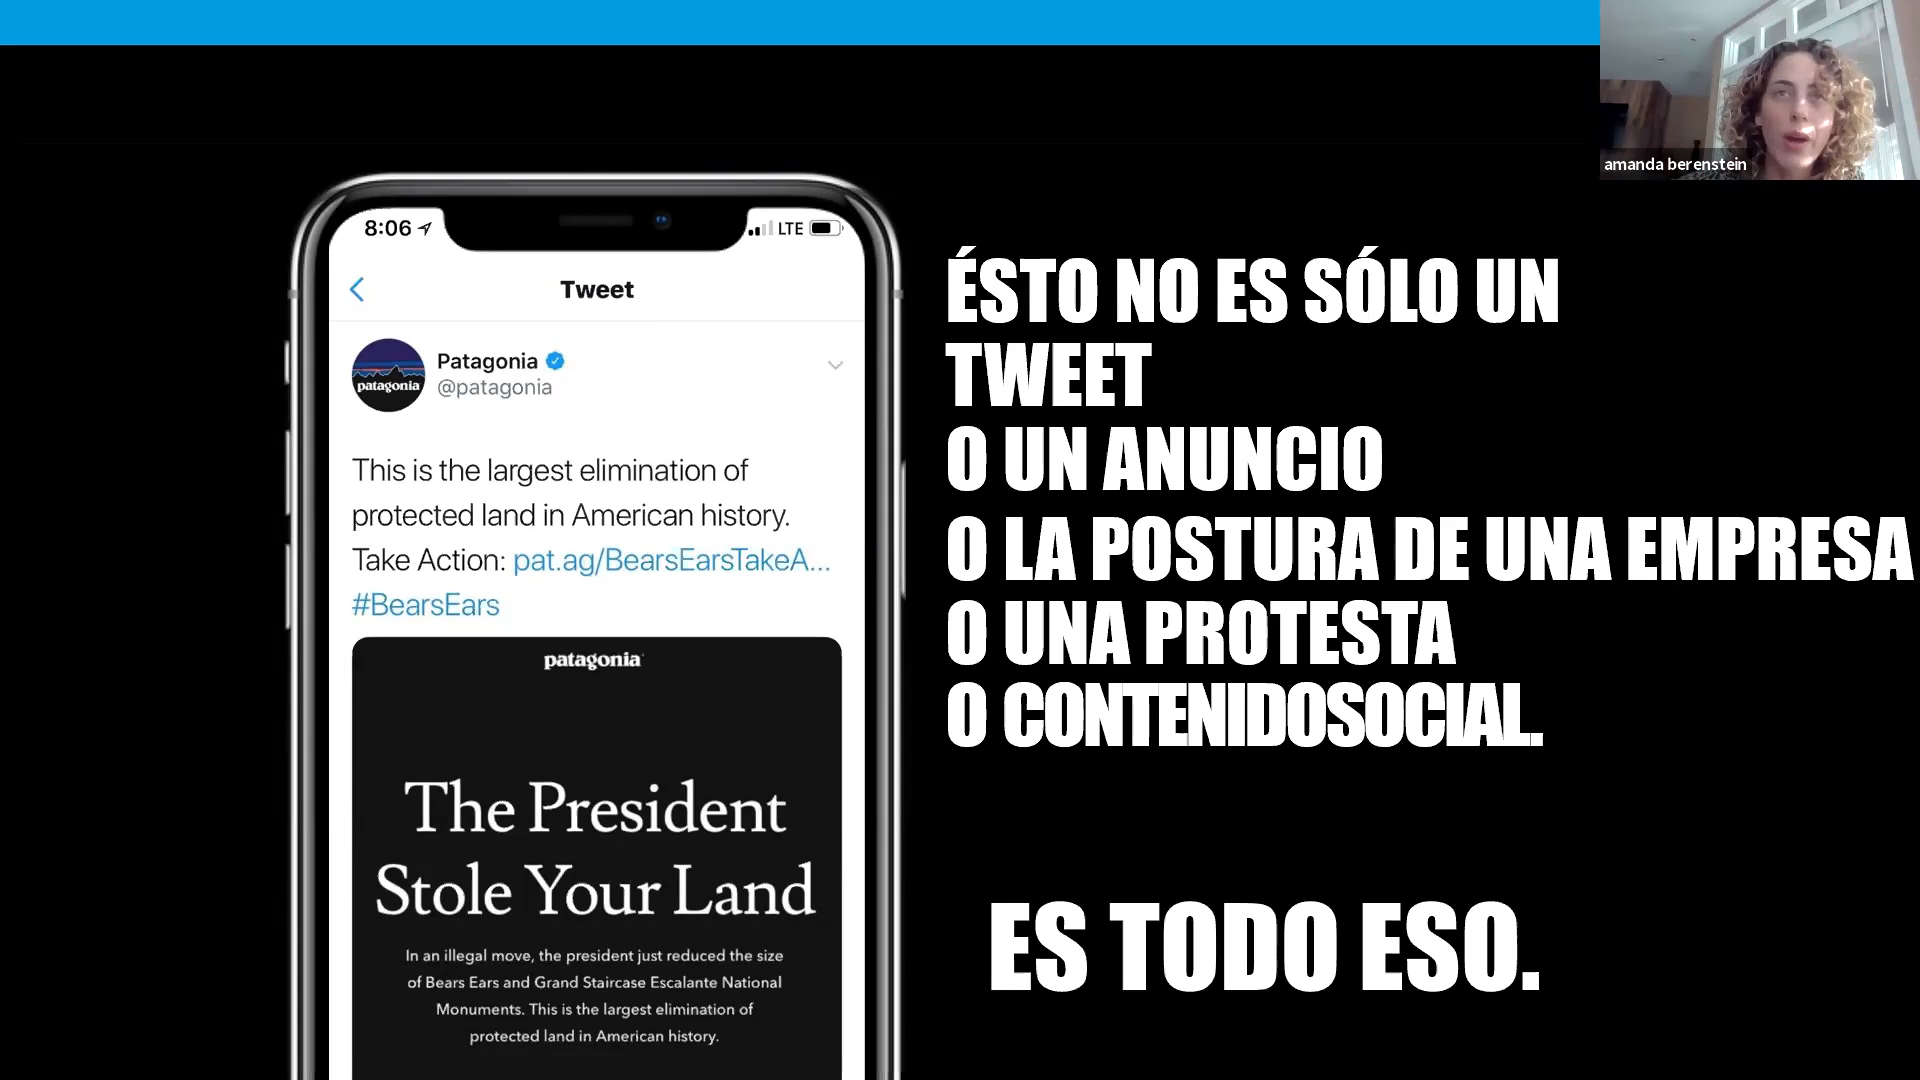 amanda berenstein
8:06
LTE
Tweet
Patagonia
@patagonia
patagonia
This is the largest elimination of
protected land in American history.
Take Action: pat.ag/BearsEarsTakeA...
#BearsEars
patagonia
The President
Stole Your Land
In an illegal move, the president just reduced the size
of Bears Ears and Grand Staircase Escalante National
Monuments. This is the largest elimination of
protected land in American history.
ÉSTO NO ES SÓLO UN
TWEET
O UN ANUNCIO
O LA POSTURA DE UNA EMPRESA
O UNA PROTESTA
O CONTENIDOSOCIAL.
ES TODO ESO.